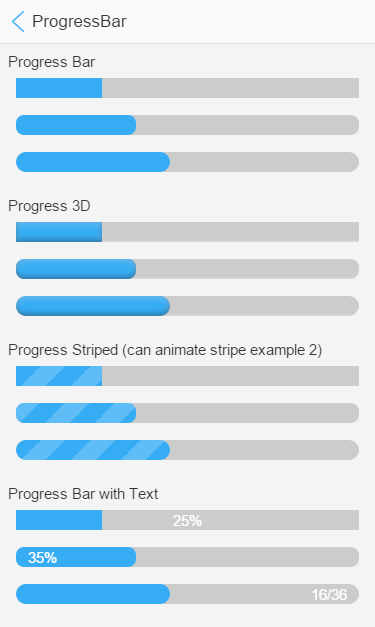 ProgressBar
Progress Bar
Progress 3D
Progress Striped (can animate stripe example 2)
Progress Bar with Text
25%
35%
16/36